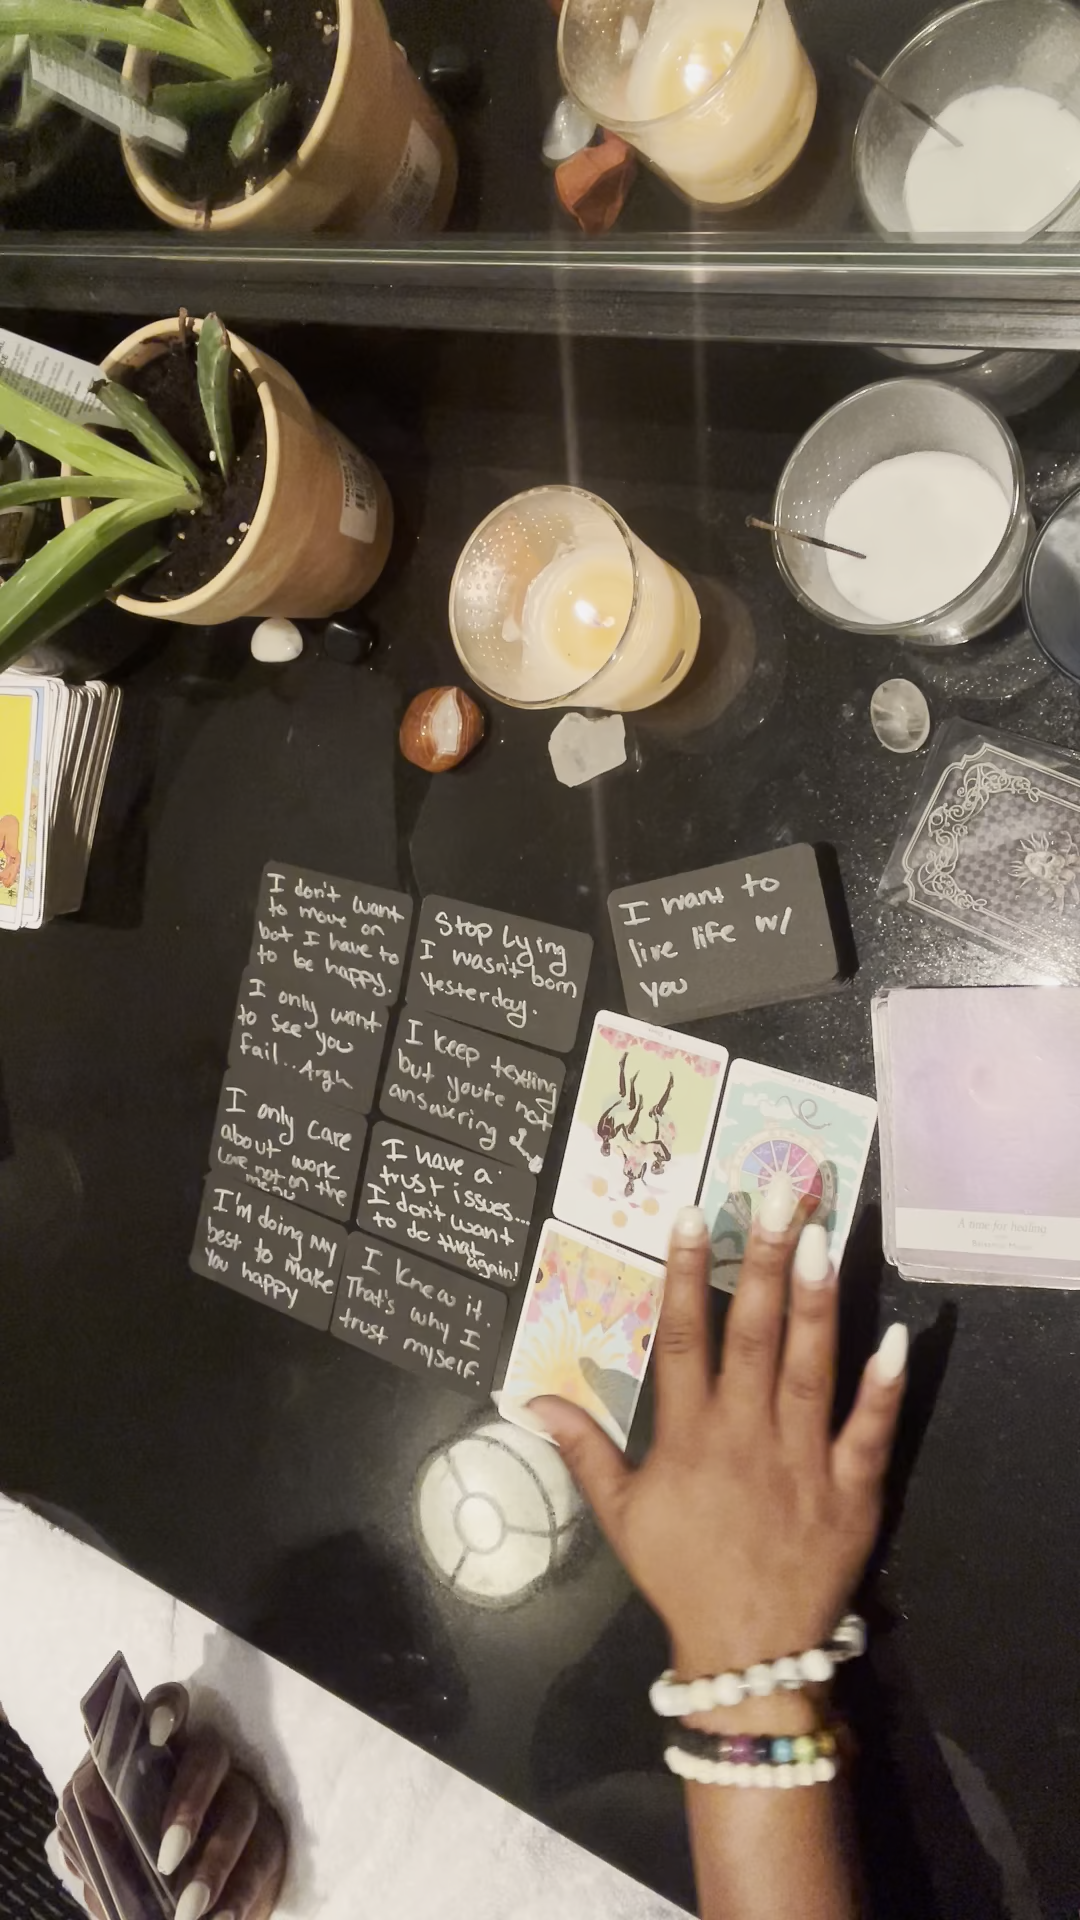 I don't want
to move on
but I have to
to be happy.
I only want
to see you
fail...Argh
I only care
about work
Love not on the
menu
I'm doing my
best to make
you happy
Stop lying
I wasn't born
yesterday.
I keep texting
but you're not
answering
I have a
trust issues...
I don't want
to do that
again!
I knew it.
That's why I
trust myself.
I want to
live life w/
you
A time for healing